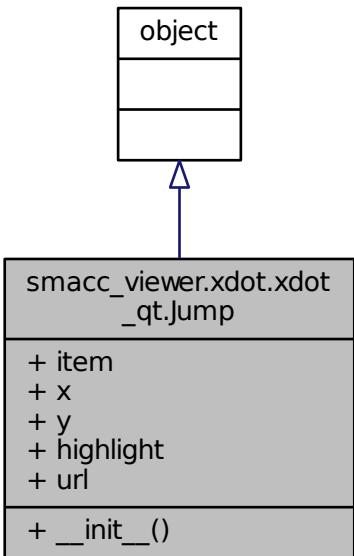 object
smacc_viewer.xdot.xdot
_qt.Jump
+ item
+ x
+ y
+ highlight
+ url
+ __init__()